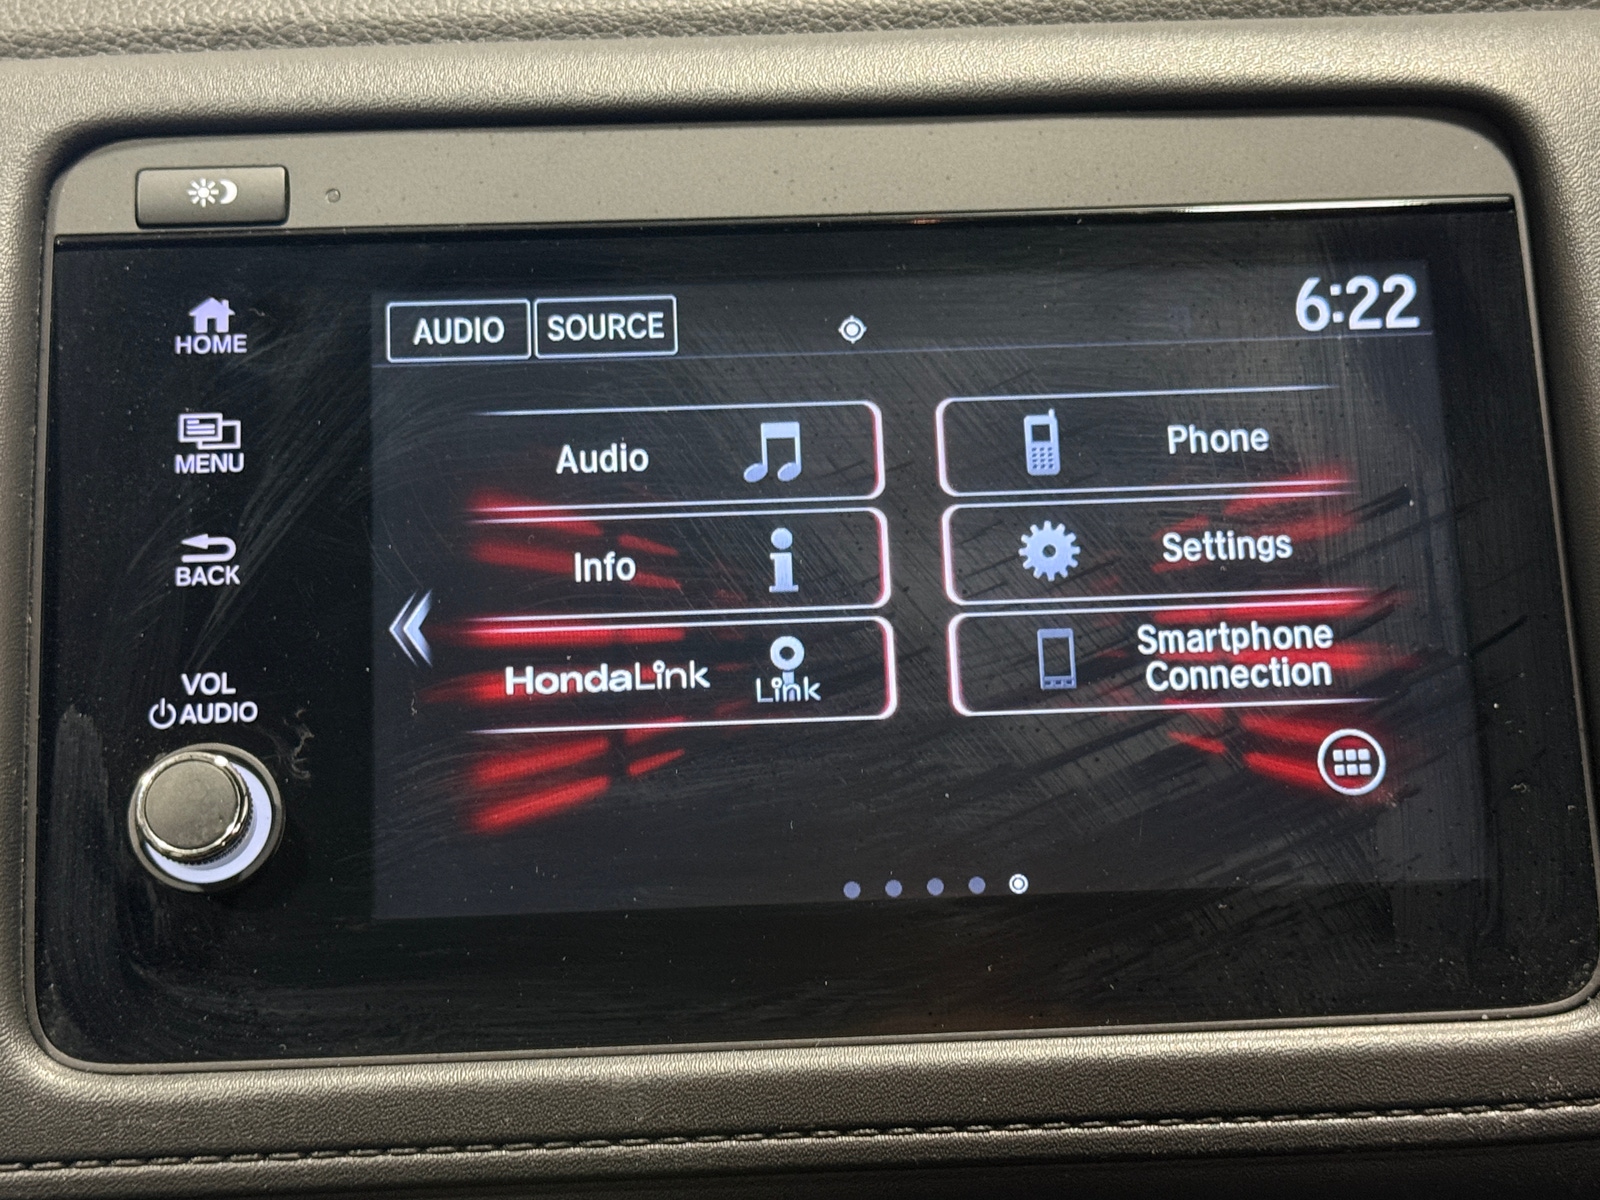 HOME
MENU
BACK
VOL
AUDIO
AUDIO SOURCE
6:22
Audio
Phone
Info
Settings
HondaLink
Link
Smartphone
Connection